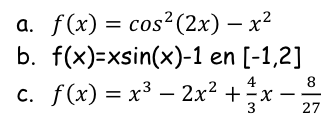 a. f(x) = cos²(2x) − x²
b. f(x)=xsin(x)-1 en [-1,2]
c. f(x) = x³ − 2x² + 4/3 x − 8/27